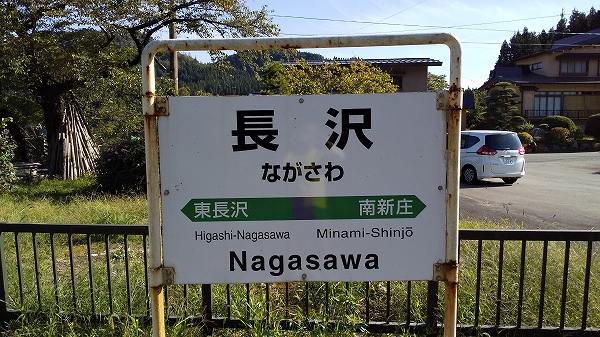 長沢
ながさわ
東長沢 南新庄
Higashi-Nagasawa Minami-Shinjō
Nagasawa